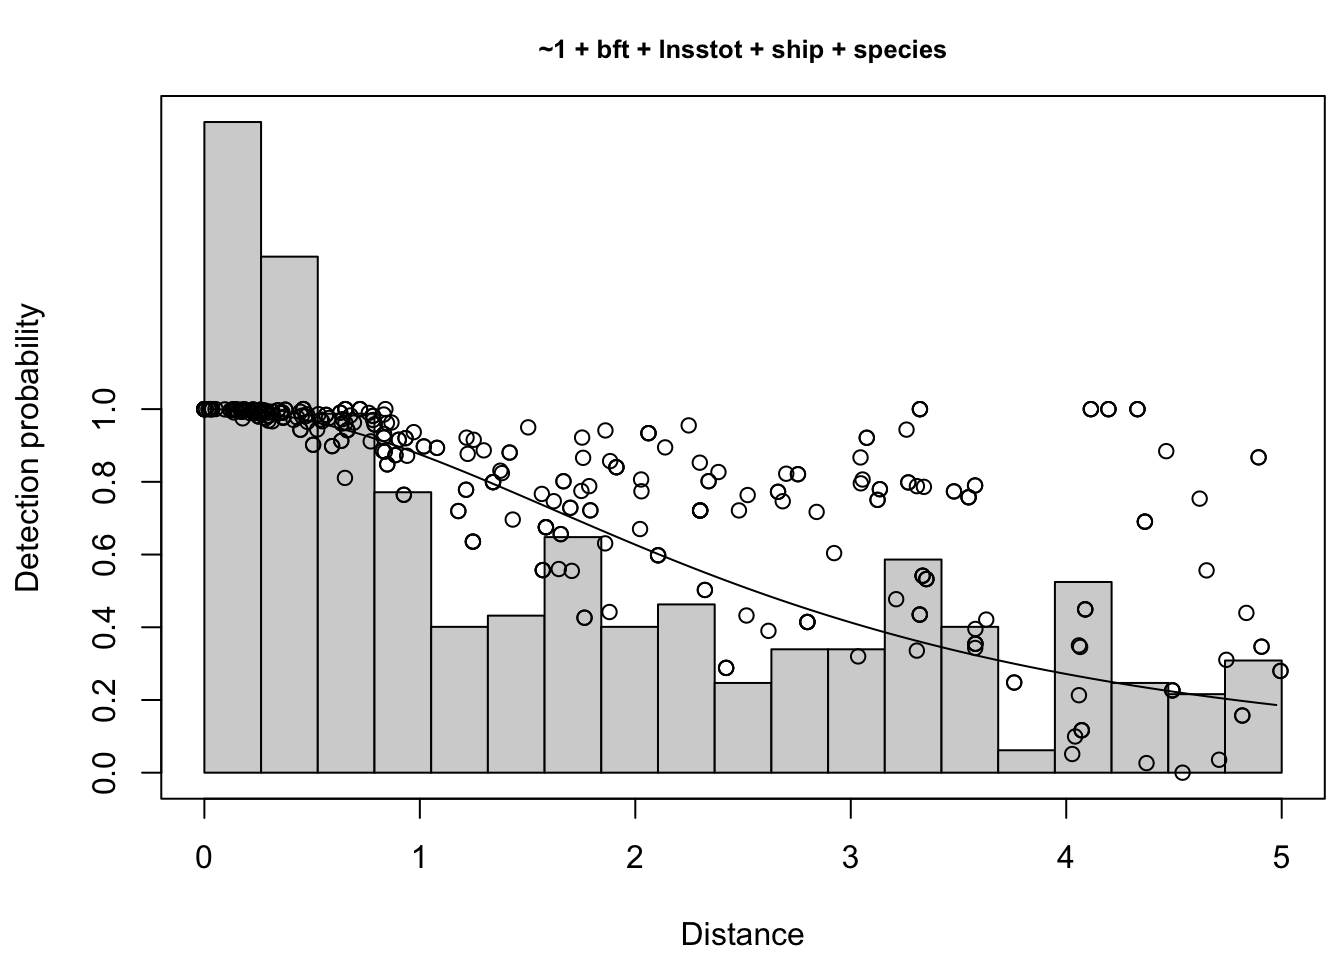 ~1 + bft + lnsstot + ship + species
Detection probability
1.0
0.8
0.6
0.4
0.2
0.0
0 1 2 3 4 5
Distance